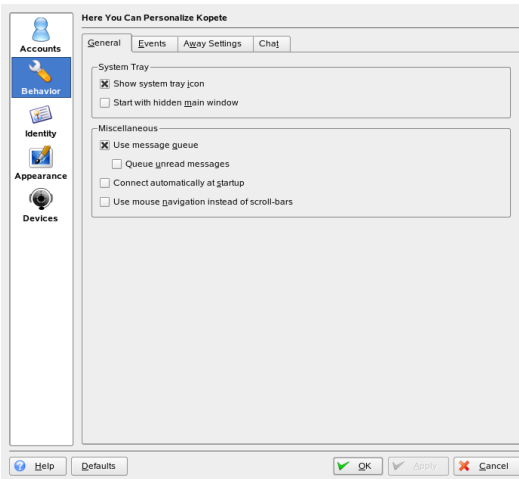 Here You Can Personalize Kopete
Accounts
Behavior
Identity
Appearance
Devices
General Events Away Settings Chat
System Tray
Show system tray icon
Start with hidden main window
Miscellaneous
Use message queue
Queue unread messages
Connect automatically at startup
Use mouse navigation instead of scroll-bars
Help Defaults OK Apply Cancel